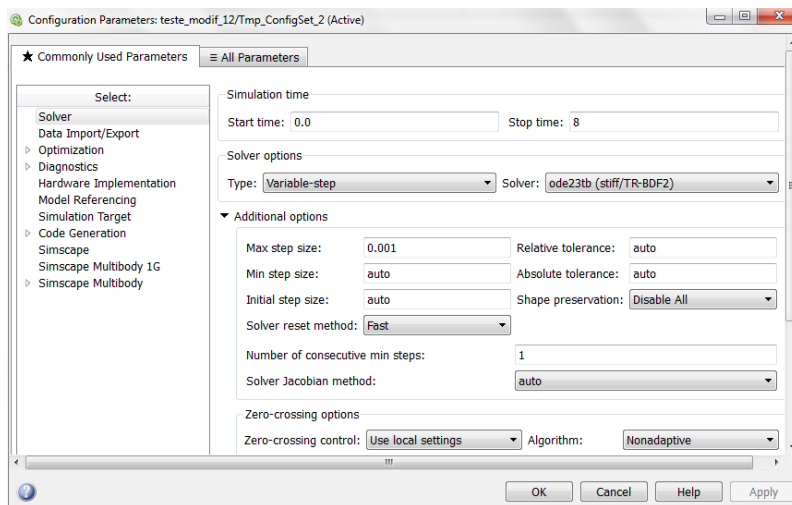 Configuration Parameters: teste_modif_12/Tmp_ConfigSet_2 (Active)
★ Commonly Used Parameters
≡ All Parameters
Select:
Solver
Data Import/Export
Optimization
Diagnostics
Hardware Implementation
Model Referencing
Simulation Target
Code Generation
Simscape
Simscape Multibody 1G
Simscape Multibody
Simulation time
Start time: 0.0 Stop time: 8
Solver options
Type: Variable-step Solver: ode23tb (stiff/TR-BDF2)
Additional options
Max step size: 0.001 Relative tolerance: auto
Min step size: auto Absolute tolerance: auto
Initial step size: auto Shape preservation: Disable All
Solver reset method: Fast
Number of consecutive min steps: 1
Solver Jacobian method: auto
Zero-crossing options
Zero-crossing control: Use local settings Algorithm: Nonadaptive
OK Cancel Help Apply